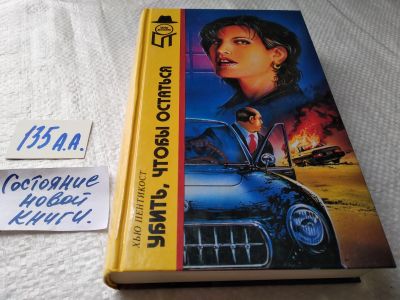 135 А.А.
Состояние
новой
книги.
ХЬЮ ПЕНТИКОСТ
УБИТЬ, ЧТОБЫ ОСТАТЬСЯ